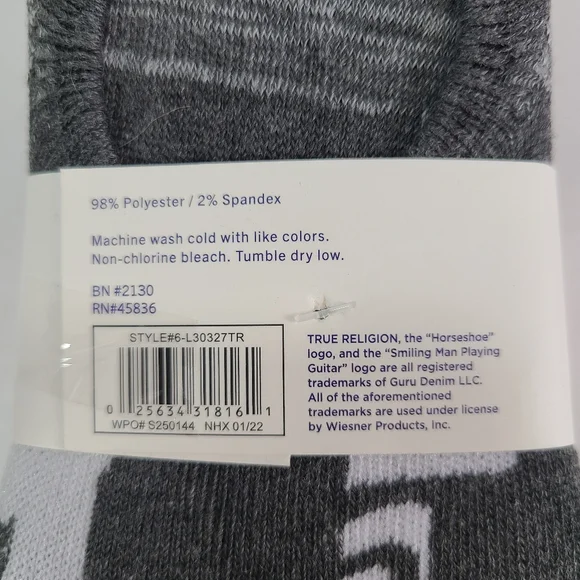 98% Polyester / 2% Spandex
Machine wash cold with like colors.
Non-chlorine bleach. Tumble dry low.
BN #2130
RN#45836
STYLE#6-L30327TR
0 25634 31816 1
WPO# S250144 NHX 01/22
TRUE RELIGION, the “Horseshoe”
logo, and the “Smiling Man Playing
Guitar” logo are all registered
trademarks of Guru Denim LLC.
All of the aforementioned
trademarks are used under license
by Wiesner Products, Inc.